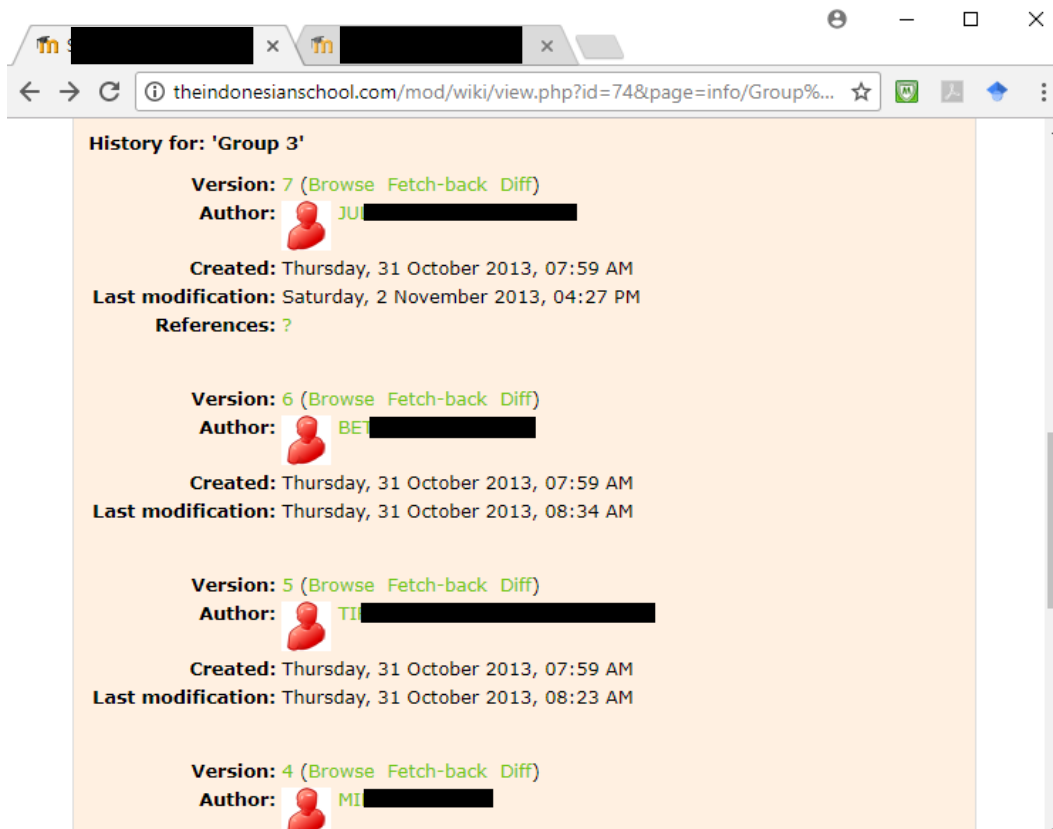 theindonesianschool.com/mod/wiki/view.php?id=74&page=info/Group%...
History for: 'Group 3'
Version: 7 (Browse Fetch-back Diff)
Author:
Created: Thursday, 31 October 2013, 07:59 AM
Last modification: Saturday, 2 November 2013, 04:27 PM
References: ?
Version: 6 (Browse Fetch-back Diff)
Author: BET
Created: Thursday, 31 October 2013, 07:59 AM
Last modification: Thursday, 31 October 2013, 08:34 AM
Version: 5 (Browse Fetch-back Diff)
Author:
Created: Thursday, 31 October 2013, 07:59 AM
Last modification: Thursday, 31 October 2013, 08:23 AM
Version: 4 (Browse Fetch-back Diff)
Author: